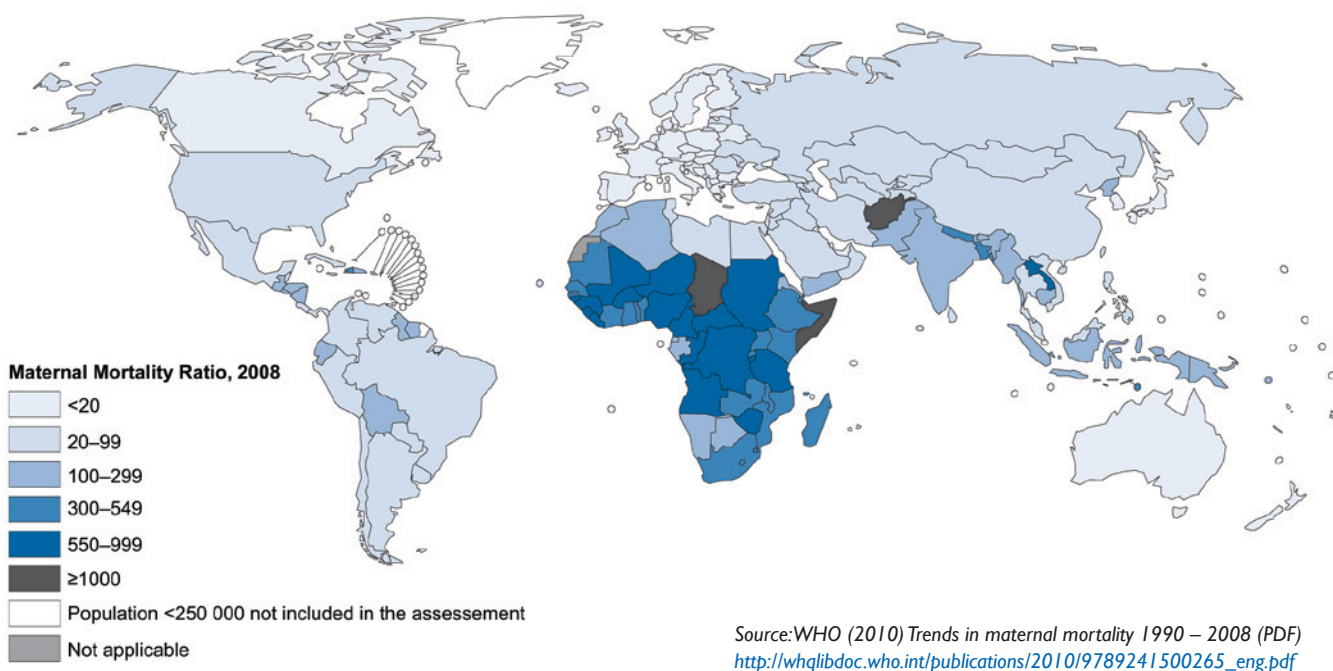 Maternal Mortality Ratio, 2008
<20
20–99
100–299
300–549
550–999
≥1000
Population <250 000 not included in the assessement
Not applicable
Source:WHO (2010) Trends in maternal mortality 1990 – 2008 (PDF)
http://whqlibdoc.who.int/publications/2010/9789241500265_eng.pdf